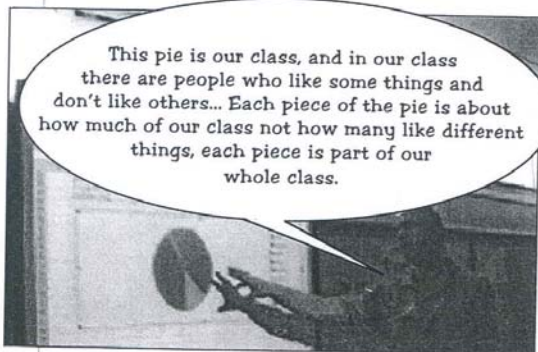 This pie is our class, and in our class
there are people who like some things and
don't like others... Each piece of the pie is about
how much of our class not how many like different
things, each piece is part of our
whole class.